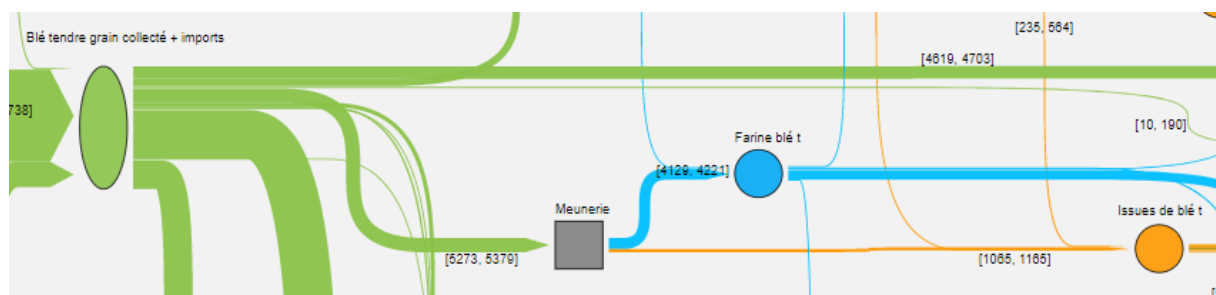 [235, 564]
Blé tendre grain collecté + imports
[4619, 4703]
738]
[10, 190]
Farine blé t
[4129, 4221]
Meunerie
Issues de blé t
[5273, 5379]
[1065, 1165]